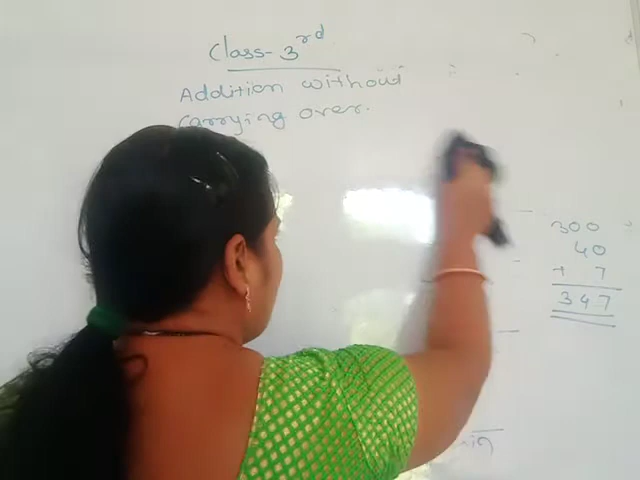 Class-3rd
Addition without
carrying over.
300
40
+ 7
347